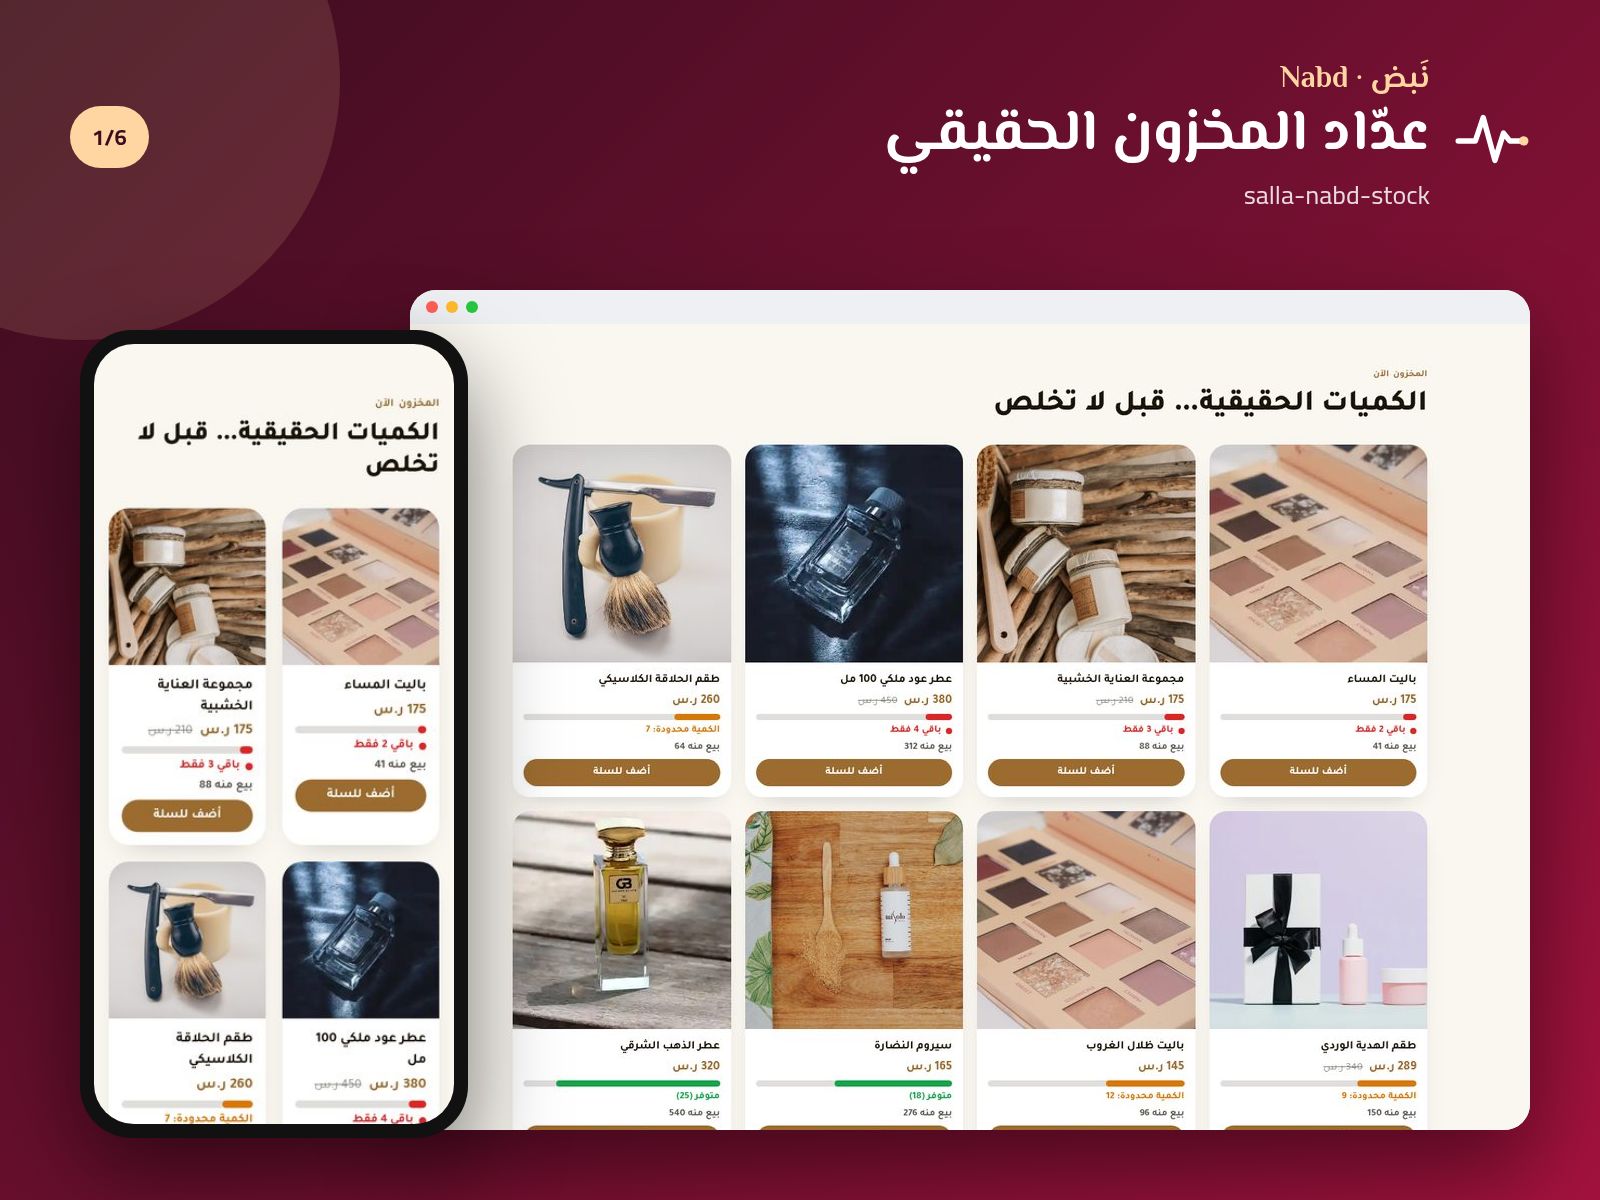 نَبض · Nabd
عدّاد المخزون الحقيقي
salla-nabd-stock
1/6
المخزون الآن
الكميات الحقيقية... قبل لا تخلص
باليت المساء
175 ر.س
باقي 2 فقط
بيع منه 41
أضف للسلة
مجموعة العناية الخشبية
175 ر.س 210 ر.س
باقي 3 فقط
بيع منه 88
أضف للسلة
عطر عود ملكي 100 مل
380 ر.س 450 ر.س
باقي 4 فقط
بيع منه 312
أضف للسلة
طقم الحلاقة الكلاسيكي
260 ر.س
الكمية محدودة: 7
بيع منه 64
أضف للسلة
طقم الهدية الوردي
289 ر.س 340 ر.س
الكمية محدودة: 9
بيع منه 150
باليت ظلال الغروب
145 ر.س
الكمية محدودة: 12
بيع منه 96
سيروم النضارة
165 ر.س
متوفر (18)
بيع منه 276
GB
عطر الذهب الشرقي
320 ر.س
متوفر (25)
بيع منه 540
المخزون الآن
الكميات الحقيقية... قبل لا
تخلص
باليت المساء
175 ر.س
باقي 2 فقط
بيع منه 41
أضف للسلة
مجموعة العناية
الخشبية
175 ر.س 210 ر.س
باقي 3 فقط
بيع منه 88
أضف للسلة
عطر عود ملكي 100
مل
380 ر.س 450 ر.س
باقي 4 فقط
طقم الحلاقة
الكلاسيكي
260 ر.س
الكمية محدودة: 7